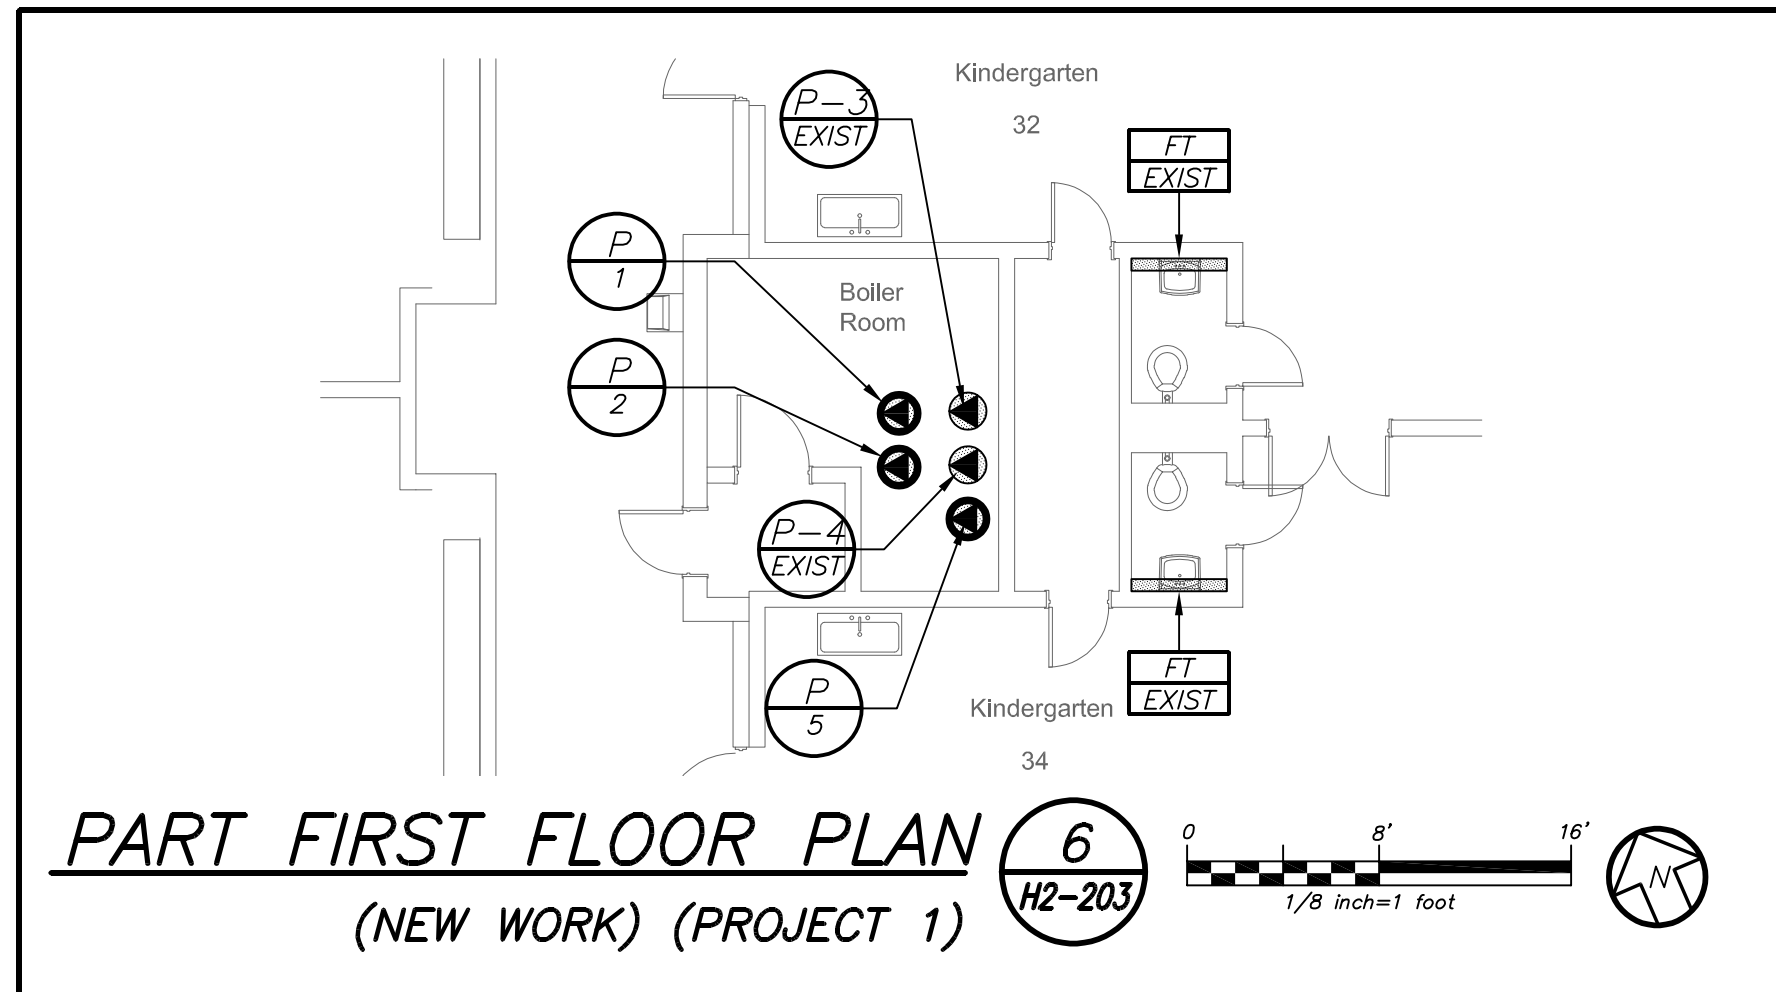 Kindergarten
32
P-3
EXIST
FT
EXIST
P
1
Boiler
Room
P
2
P-4
EXIST
P
5
Kindergarten
34
FT
EXIST
PART FIRST FLOOR PLAN
(NEW WORK) (PROJECT 1)
6
H2-203
0 8' 16'
1/8 inch=1 foot
N